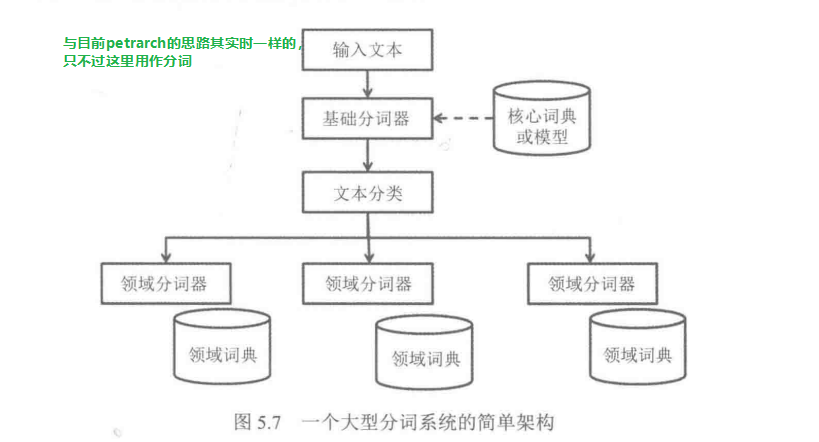 与目前petrarch的思路其实时一样的，
只不过这里用作分词
输入文本
基础分词器
核心词典
或模型
文本分类
领域分词器
领域分词器
领域分词器
领域词典
领域词典
领域词典
图 5.7 一个大型分词系统的简单架构